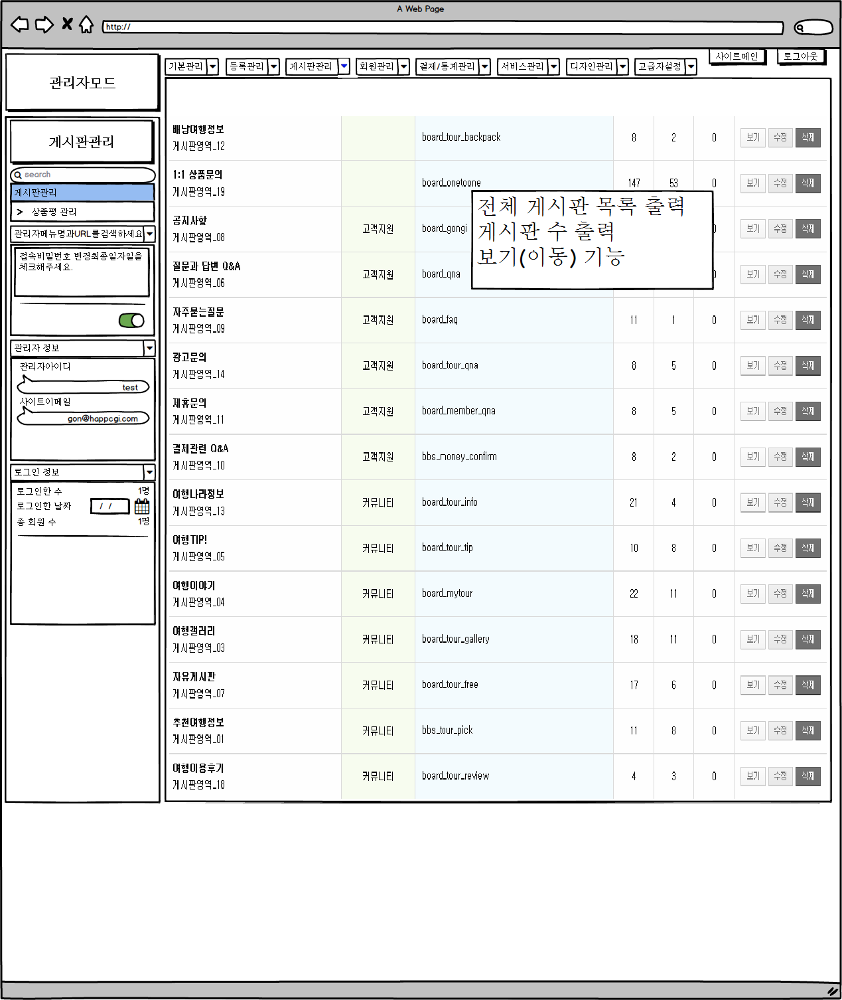 A Web Page
http://
사이트메인 로그아웃
기본관리 등록관리 게시판관리 회원관리 결제/통계관리 서비스관리 디자인관리 고급자설정
관리자모드
게시판관리
search
게시판관리
> 상품평 관리
관리자메뉴명과URL를검색하세요
접속비밀번호 변경최종일자일을
체크해주세요.
관리자 정보
관리자아이디
test
사이트이메일
gon@happcgi.com
로그인 정보
로그인한 수 1명
로그인한 날짜 / /
총 회원 수 1명
배낭여행정보
게시판영역_12
board_tour_backpack 8 2 0 보기 수정 삭제
1:1 상품문의
게시판영역_19
board_onetoone 147 53 0 보기 수정 삭제
전체 게시판 목록 출력
게시판 수 출력
보기(이동) 기능
공지사항
게시판영역_08
고객지원 board_gongi 보기 수정 삭제
질문과 답변 Q&A
게시판영역_06
고객지원 board_qna 보기 수정 삭제
자주묻는질문
게시판영역_09
고객지원 board_faq 11 1 0 보기 수정 삭제
광고문의
게시판영역_14
고객지원 board_tour_qna 8 5 0 보기 수정 삭제
제휴문의
게시판영역_11
고객지원 board_member_qna 8 5 0 보기 수정 삭제
결제관련 Q&A
게시판영역_10
고객지원 bbs_money_confirm 8 2 0 보기 수정 삭제
여행나라정보
게시판영역_13
커뮤니티 board_tour_info 21 4 0 보기 수정 삭제
여행TIP!
게시판영역_05
커뮤니티 board_tour_tip 10 8 0 보기 수정 삭제
여행이야기
게시판영역_04
커뮤니티 board_mytour 22 11 0 보기 수정 삭제
여행갤러리
게시판영역_03
커뮤니티 board_tour_gallery 18 11 0 보기 수정 삭제
자유게시판
게시판영역_07
커뮤니티 board_tour_free 17 6 0 보기 수정 삭제
추천여행정보
게시판영역_01
커뮤니티 bbs_tour_pick 11 8 0 보기 수정 삭제
여행이용후기
게시판영역_18
커뮤니티 board_tour_review 4 3 0 보기 수정 삭제